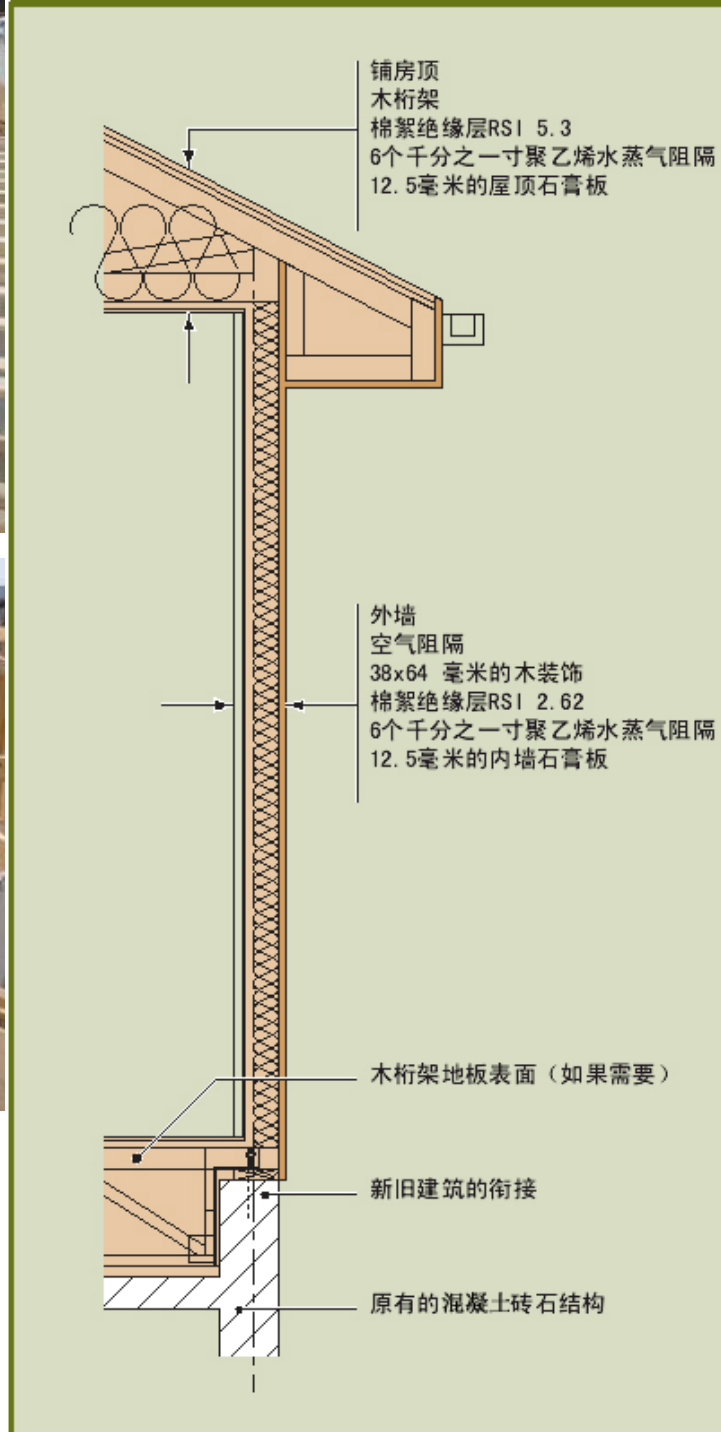 铺房顶
木桁架
棉絮绝缘层RSI 5.3
6个千分之一寸聚乙烯水蒸气阻隔
12.5毫米的屋顶石膏板
外墙
空气阻隔
38x64 毫米的木装饰
棉絮绝缘层RSI 2.62
6个千分之一寸聚乙烯水蒸气阻隔
12.5毫米的内墙石膏板
木桁架地板表面（如果需要）
新旧建筑的衔接
原有的混凝土砖石结构